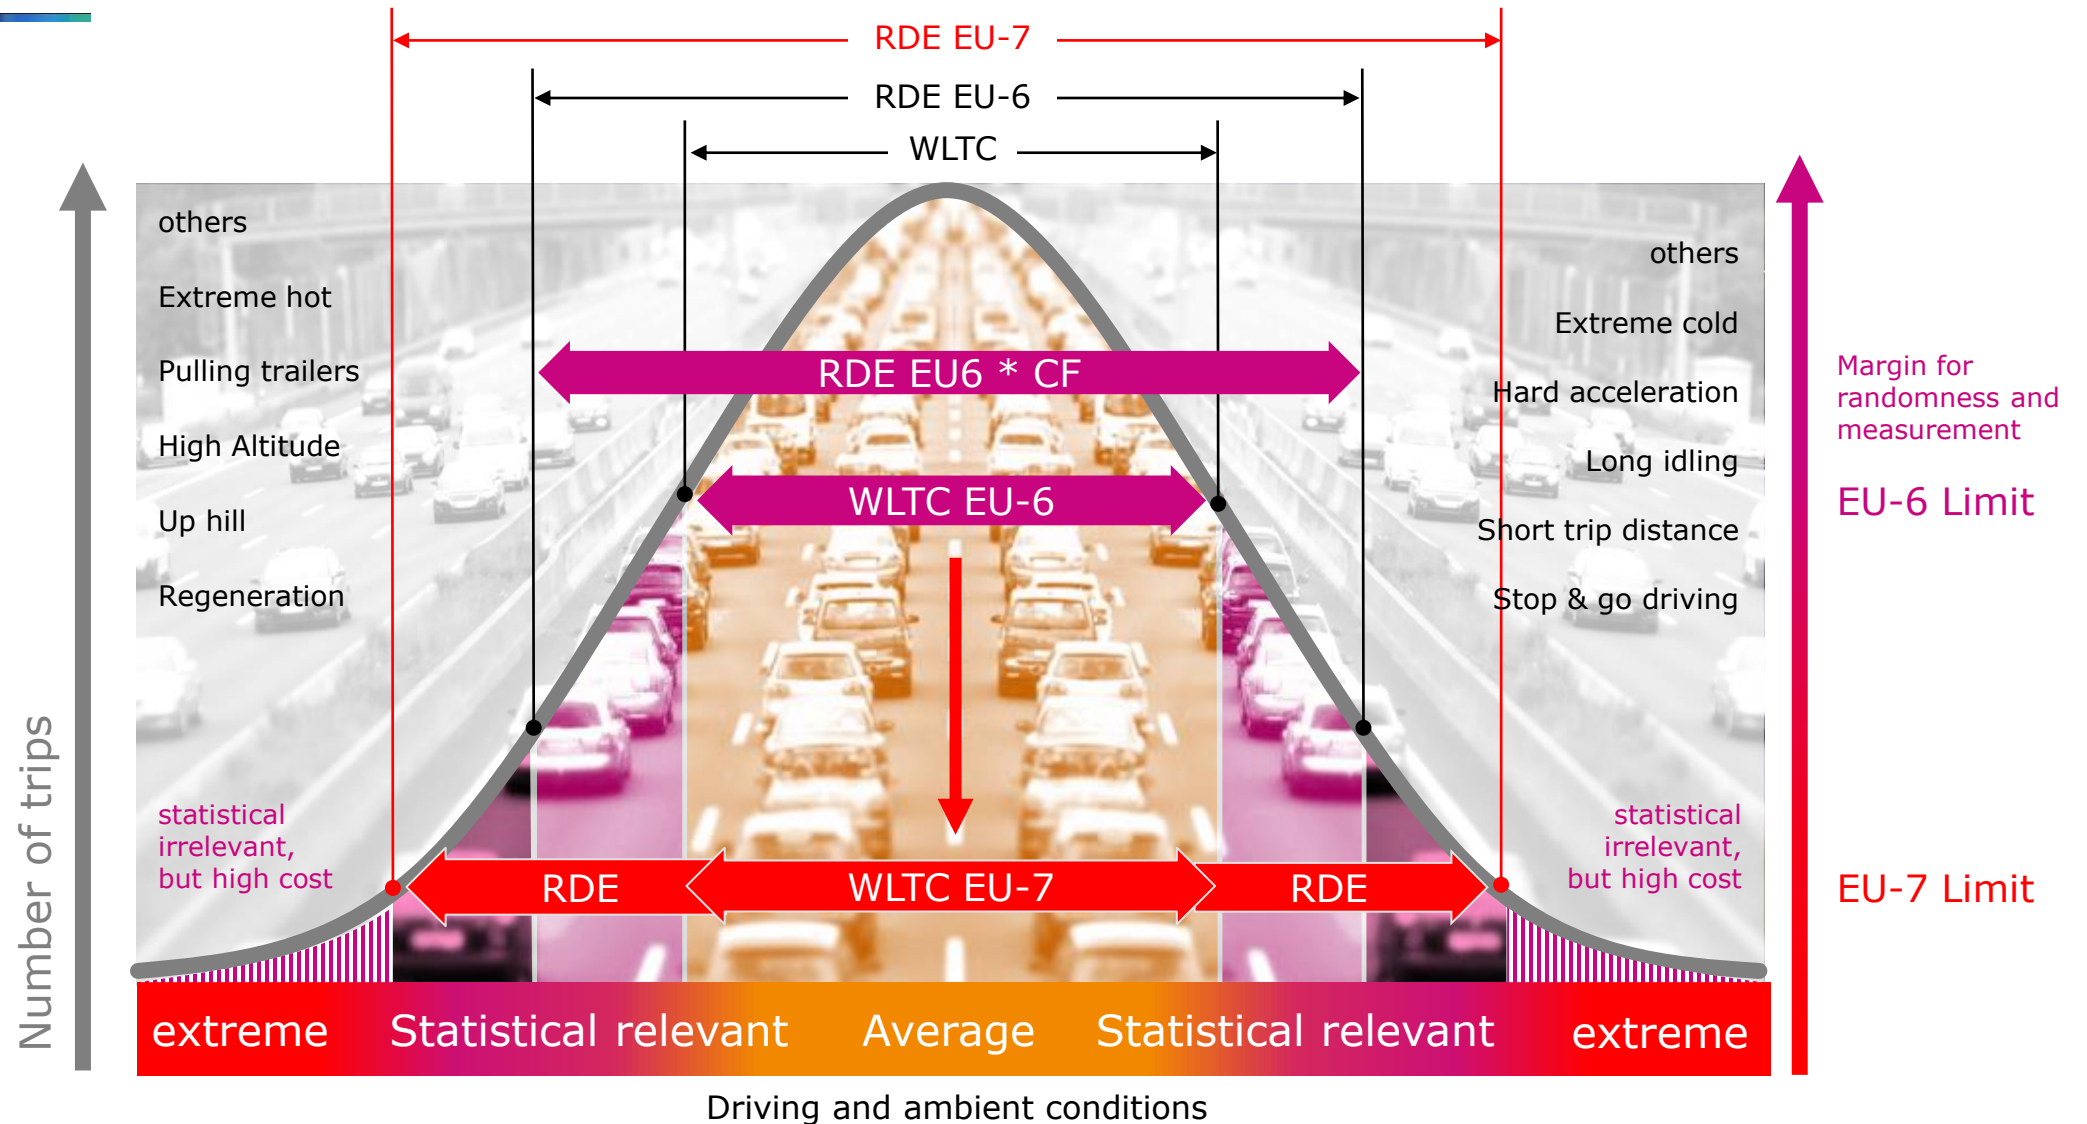 RDE EU-7
RDE EU-6
WLTC
others
Extreme hot
Pulling trailers
High Altitude
Up hill
Regeneration
statistical
irrelevant,
but high cost
Number of trips
RDE EU6 * CF
WLTC EU-6
RDE
WLTC EU-7
RDE
others
Extreme cold
Hard acceleration
Long idling
Short trip distance
Stop & go driving
statistical
irrelevant,
but high cost
Margin for
randomness and
measurement
EU-6 Limit
EU-7 Limit
extreme
Statistical relevant
Average
Statistical relevant
extreme
Driving and ambient conditions